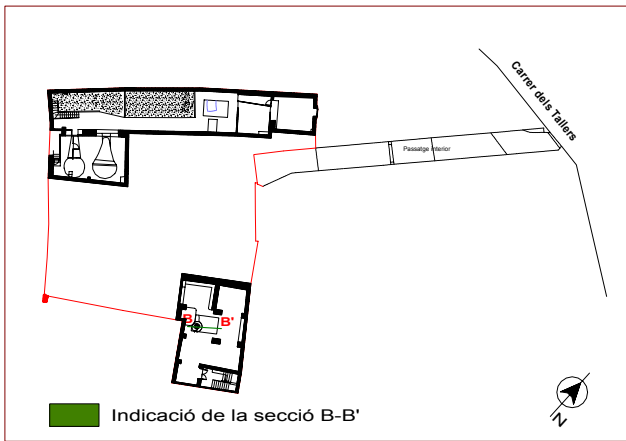 Carrer dels Tallers
Passatge interior
B B'
Indicació de la secció B-B'
N